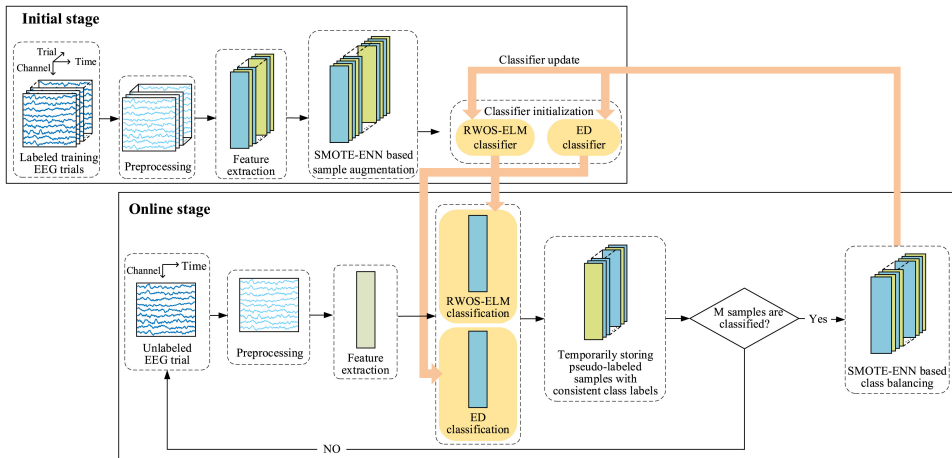 Initial stage
Trial
Channel
Time
Labeled training
EEG trials
Preprocessing
Feature
extraction
SMOTE-ENN based
sample augmentation
Classifier update
Classifier initialization
RWOS-ELM
classifier
ED
classifier
Online stage
Channel
Time
Unlabeled
EEG trial
Preprocessing
Feature
extraction
RWOS-ELM
classification
ED
classification
Temporarily storing
pseudo-labeled
samples with
consistent class labels
M samples are
classified?
Yes
SMOTE-ENN based
class balancing
NO